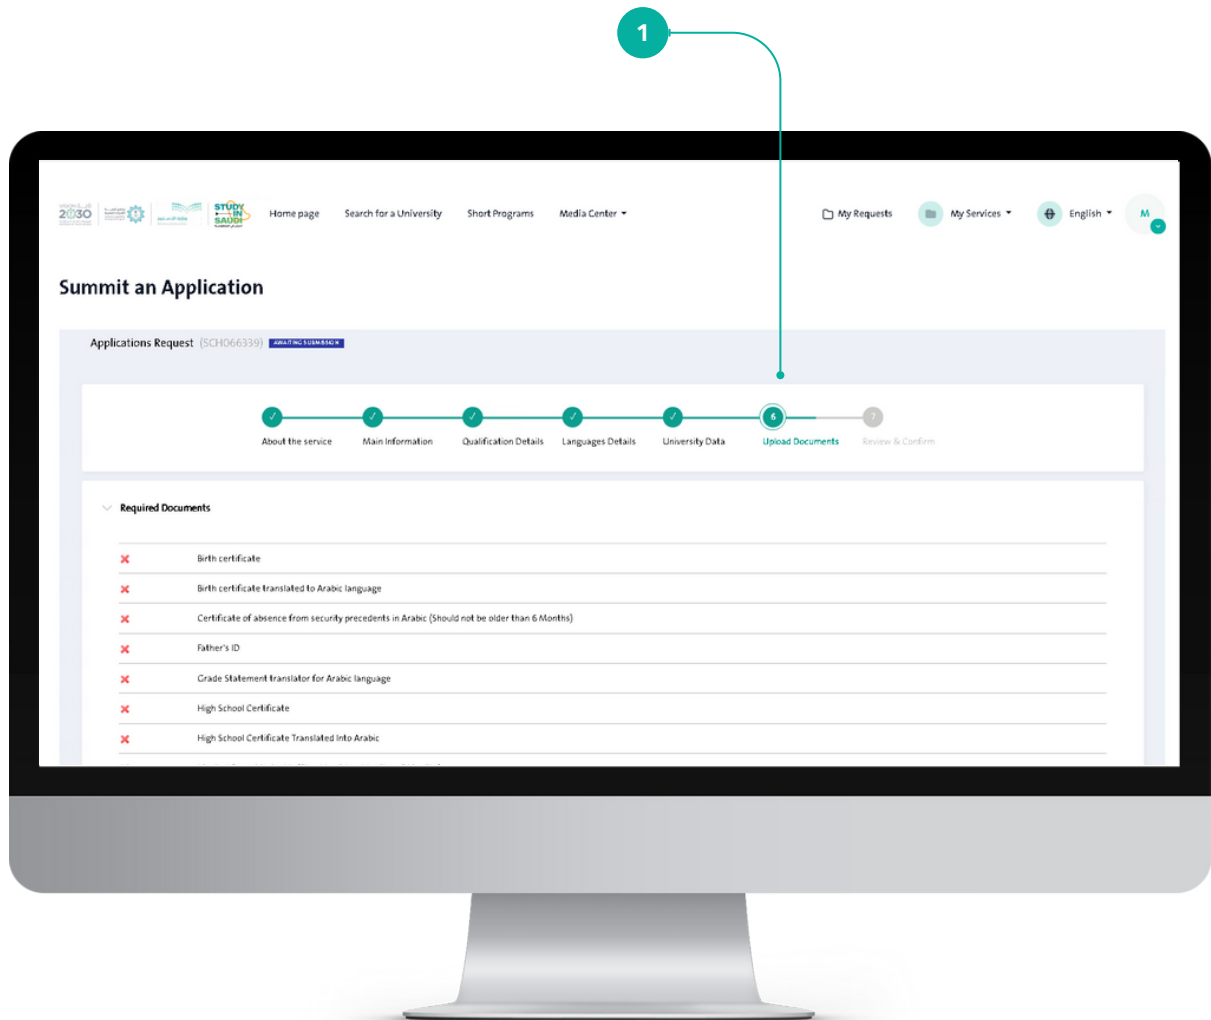 1
2030
STUDY
IN
SAUDI
Home page Search for a University Short Programs Media Center My Requests My Services English M
Summit an Application
Applications Request (SCH066339) AWAITING SUBMISSION
6 7
About the service Main Information Qualification Details Languages Details University Data Upload Documents Review & Confirm
Required Documents
Birth certificate
Birth certificate translated to Arabic language
Certificate of absence from security precedents in Arabic (Should not be older than 6 Months)
Father's ID
Grade Statement translator for Arabic language
High School Certificate
High School Certificate Translated Into Arabic